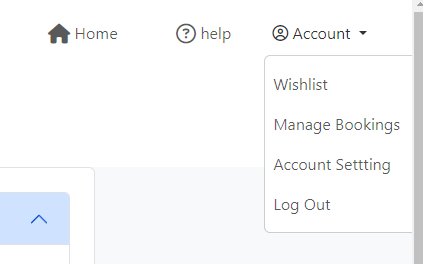 Home
help
Account
Wishlist
Manage Bookings
Account Settting
Log Out